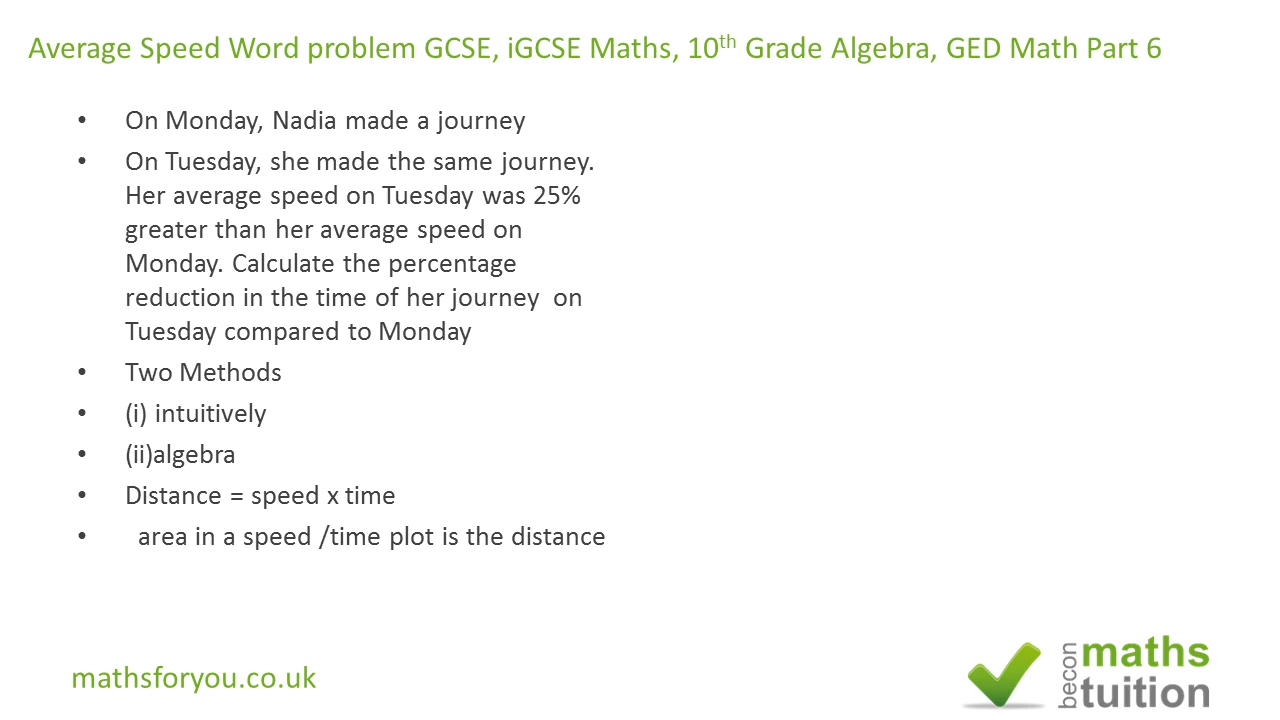 Average Speed Word problem GCSE, iGCSE Maths, 10th Grade Algebra, GED Math Part 6
• On Monday, Nadia made a journey
• On Tuesday, she made the same journey.
Her average speed on Tuesday was 25%
greater than her average speed on
Monday. Calculate the percentage
reduction in the time of her journey  on
Tuesday compared to Monday
• Two Methods
• (i) intuitively
• (ii)algebra
• Distance = speed x time
•  area in a speed /time plot is the distance
mathsforyou.co.uk
becon
maths
tuition